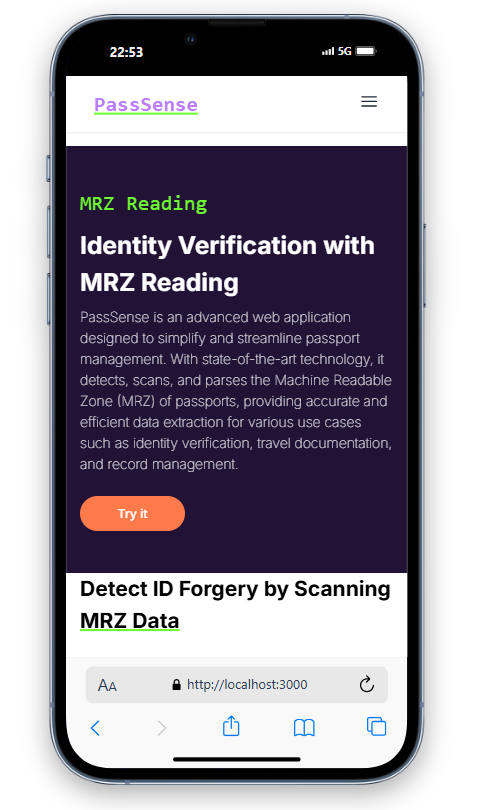 22:53
5G
PassSense
MRZ Reading
Identity Verification with
MRZ Reading
PassSense is an advanced web application
designed to simplify and streamline passport
management. With state-of-the-art technology, it
detects, scans, and parses the Machine Readable
Zone (MRZ) of passports, providing accurate and
efficient data extraction for various use cases
such as identity verification, travel documentation,
and record management.
Try it
Detect ID Forgery by Scanning
MRZ Data
AA
http://localhost:3000